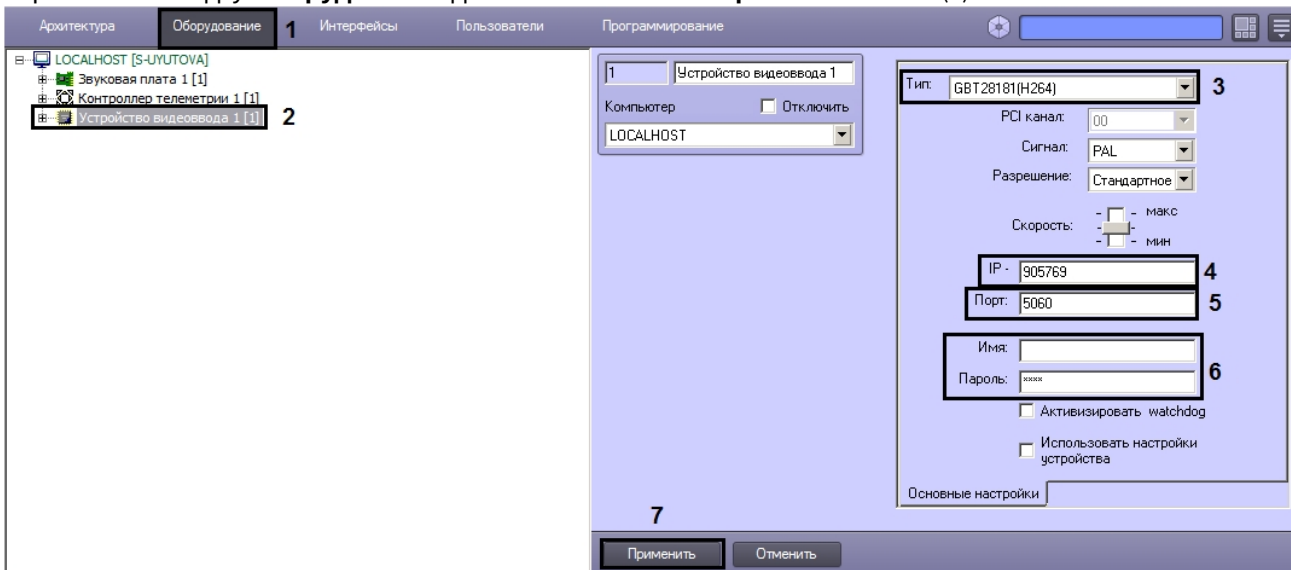 Архитектура Оборудование 1 Интерфейсы Пользователи Программирование
LOCALHOST [S-UYUTOVA]
Звуковая плата 1 [1]
Контроллер телеметрии 1 [1]
Устройство видеоввода 1 [1] 2
1 Устройство видеоввода 1
Компьютер Отключить
LOCALHOST
Тип: GBT28181(H264) 3
PCI канал: 00
Сигнал: PAL
Разрешение: Стандартное
Скорость: - - макс
- -
- - мин
IP - 905769 4
Порт: 5060 5
Имя:
Пароль: **** 6
Активизировать watchdog
Использовать настройки
устройства
Основные настройки
7
Применить Отменить